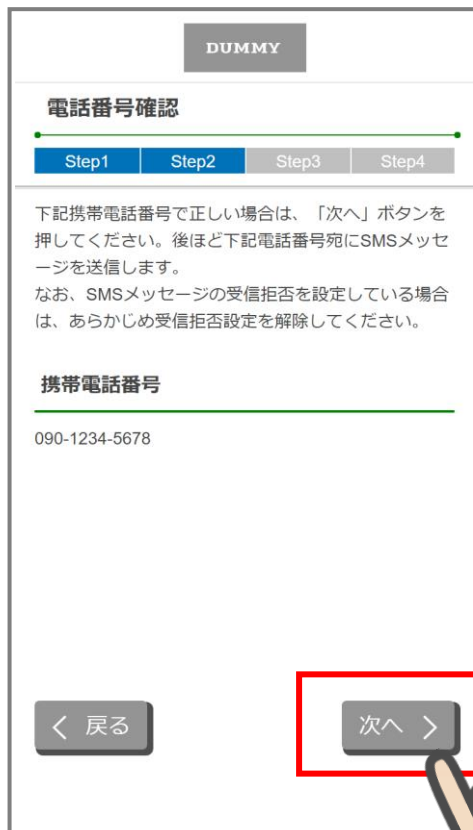 DUMMY
電話番号確認
Step1 Step2 Step3 Step4
下記携帯電話番号で正しい場合は、「次へ」ボタンを
押してください。後ほど下記電話番号宛にSMSメッセ
ージを送信します。
なお、SMSメッセージの受信拒否を設定している場合
は、あらかじめ受信拒否設定を解除してください。
携帯電話番号
090-1234-5678
戻る 次へ